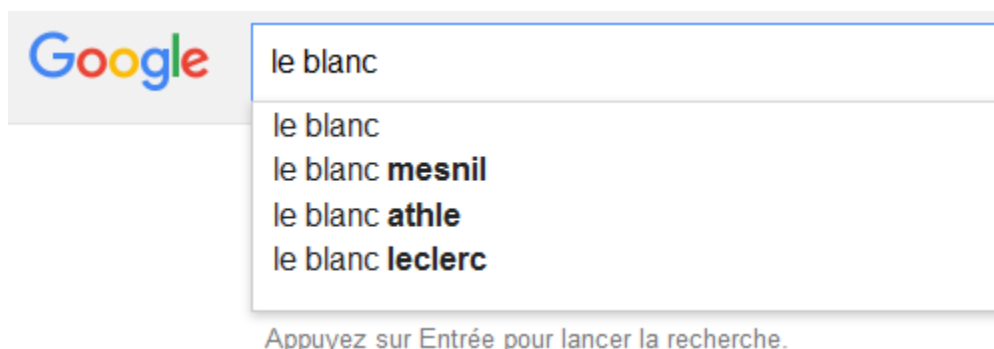 Google le blanc
le blanc
le blanc mesnil
le blanc athle
le blanc leclerc
Appuyez sur Entrée pour lancer la recherche.